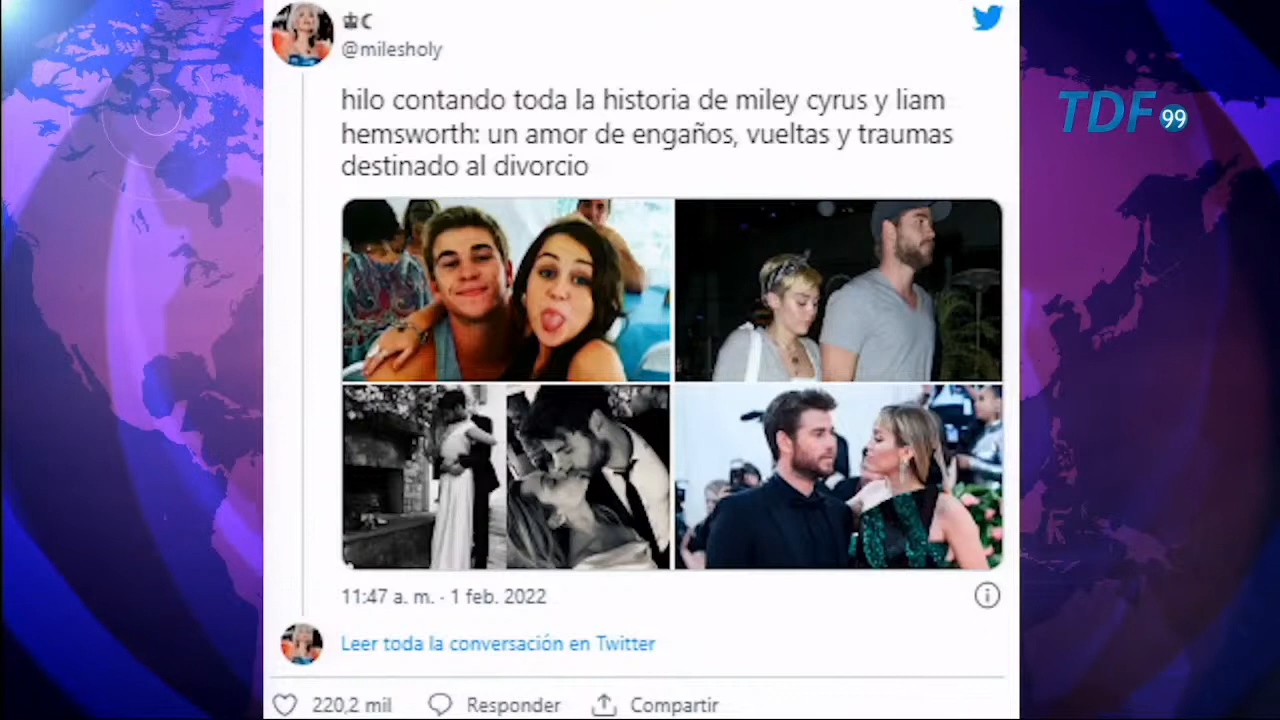 C
@milesholy
hilo contando toda la historia de miley cyrus y liam
hemsworth: un amor de engaños, vueltas y traumas
destinado al divorcio
TDF 99
11:47 a. m. · 1 feb. 2022
Leer toda la conversación en Twitter
220,2 mil Responder Compartir